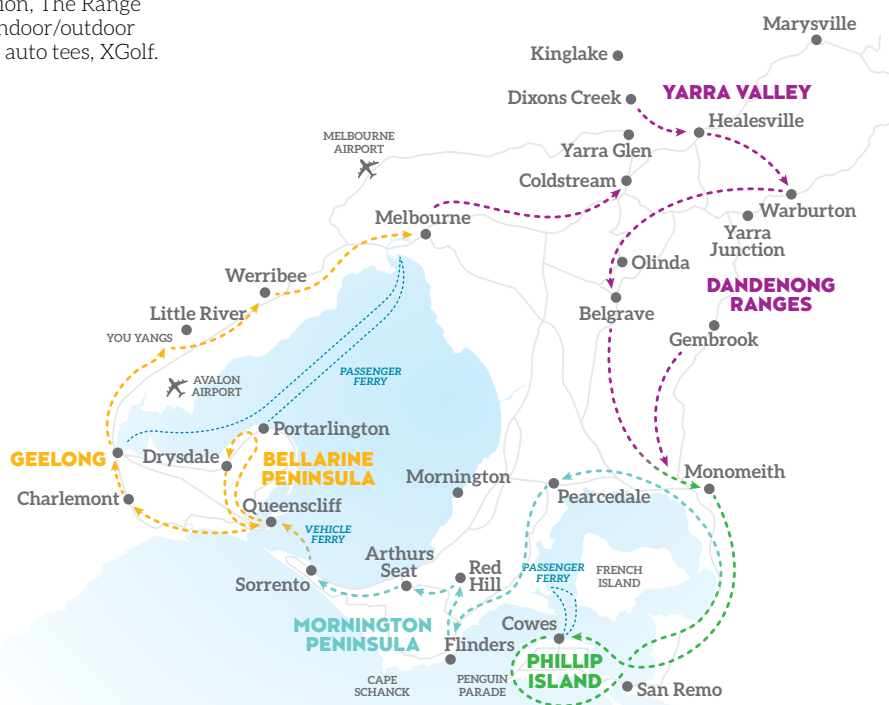 ion, The Range
ndoor/outdoor
auto tees, XGolf.
Marysville
Kinglake
Dixons Creek
YARRA VALLEY
Healesville
MELBOURNE
AIRPORT
Yarra Glen
Coldstream
Warburton
Melbourne
Yarra
Junction
Olinda
Werribee
DANDENONG
RANGES
Little River
Belgrave
YOU YANGS
Gembrook
PASSENGER
FERRY
AVALON
AIRPORT
Portarlington
GEELONG
Drysdale
BELLARINE
PENINSULA
Mornington
Monomeith
Charlemont
Pearcedale
Queenscliff
VEHICLE
FERRY
Arthurs
Seat
Red
Hill
PASSENGER
FERRY
FRENCH
ISLAND
Sorrento
MORNINGTON
PENINSULA
Cowes
Flinders
PHILLIP
ISLAND
CAPE
SCHANCK
PENGUIN
PARADE
San Remo